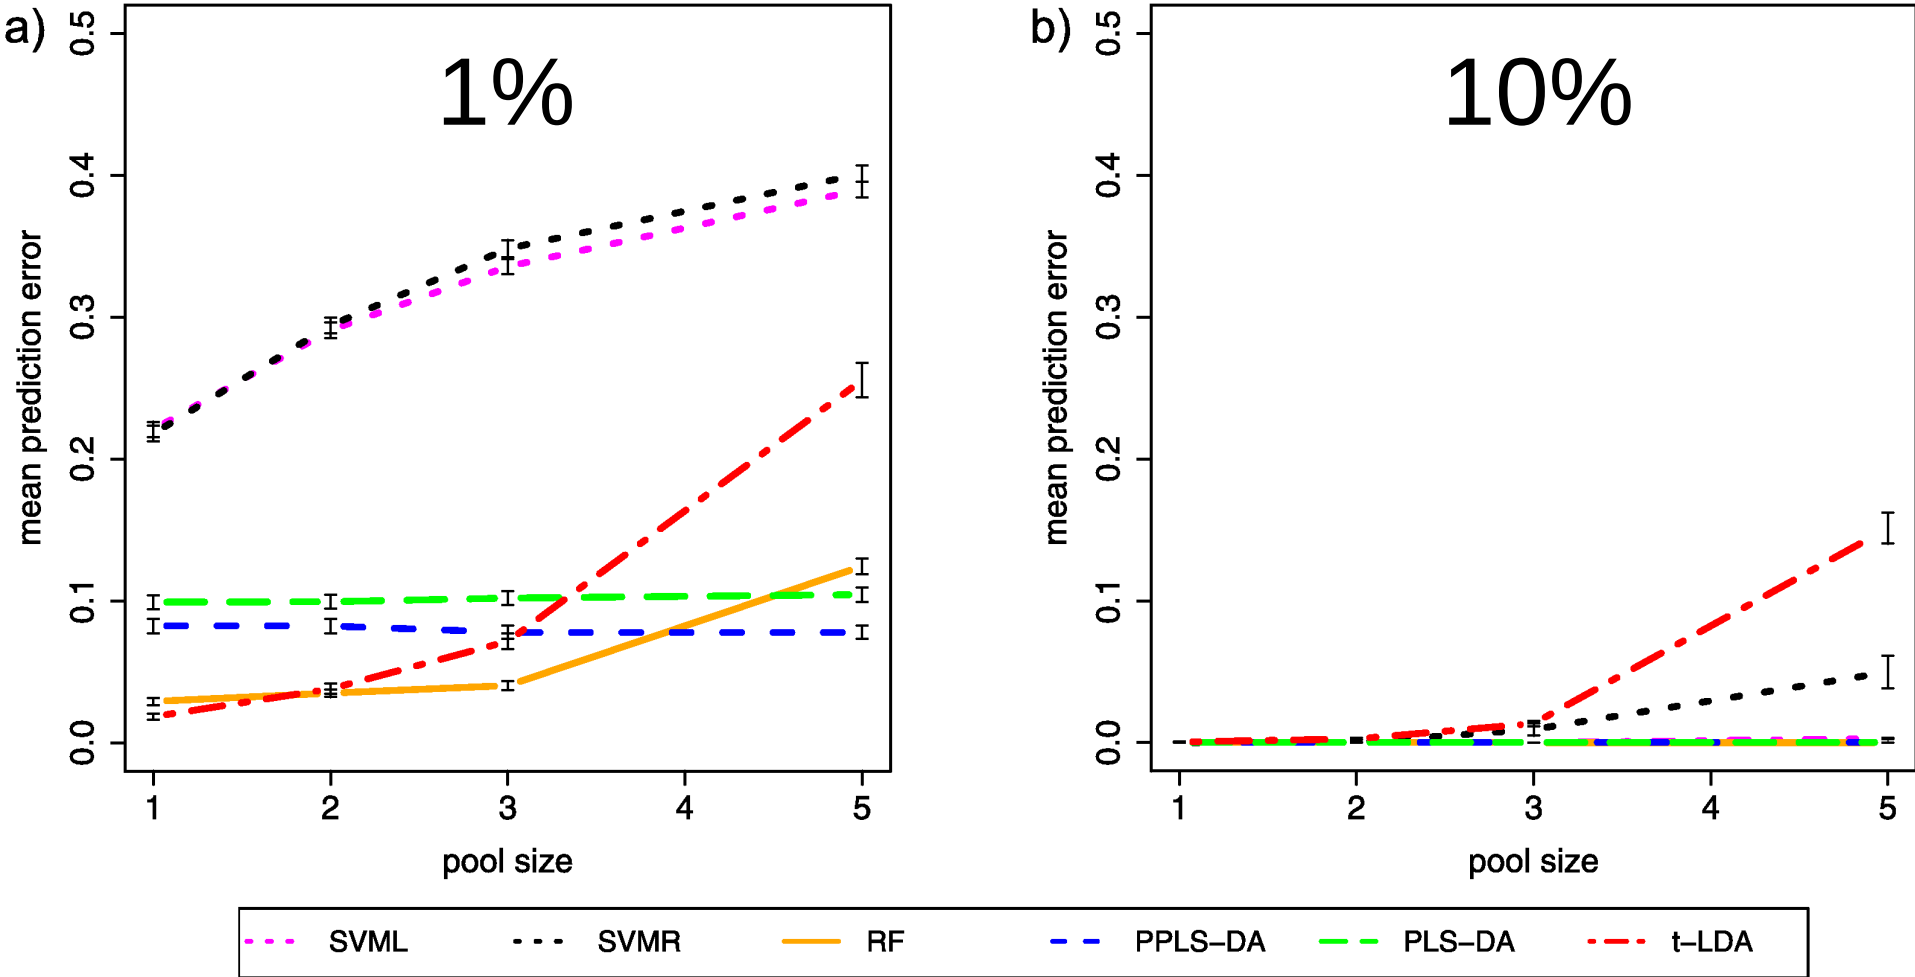 a)
1%
mean prediction error
0.5
0.4
0.3
0.2
0.1
0.0
1 2 3 4 5
pool size
b)
10%
mean prediction error
0.5
0.4
0.3
0.2
0.1
0.0
1 2 3 4 5
pool size
SVML SVMR RF PPLS−DA PLS−DA t−LDA